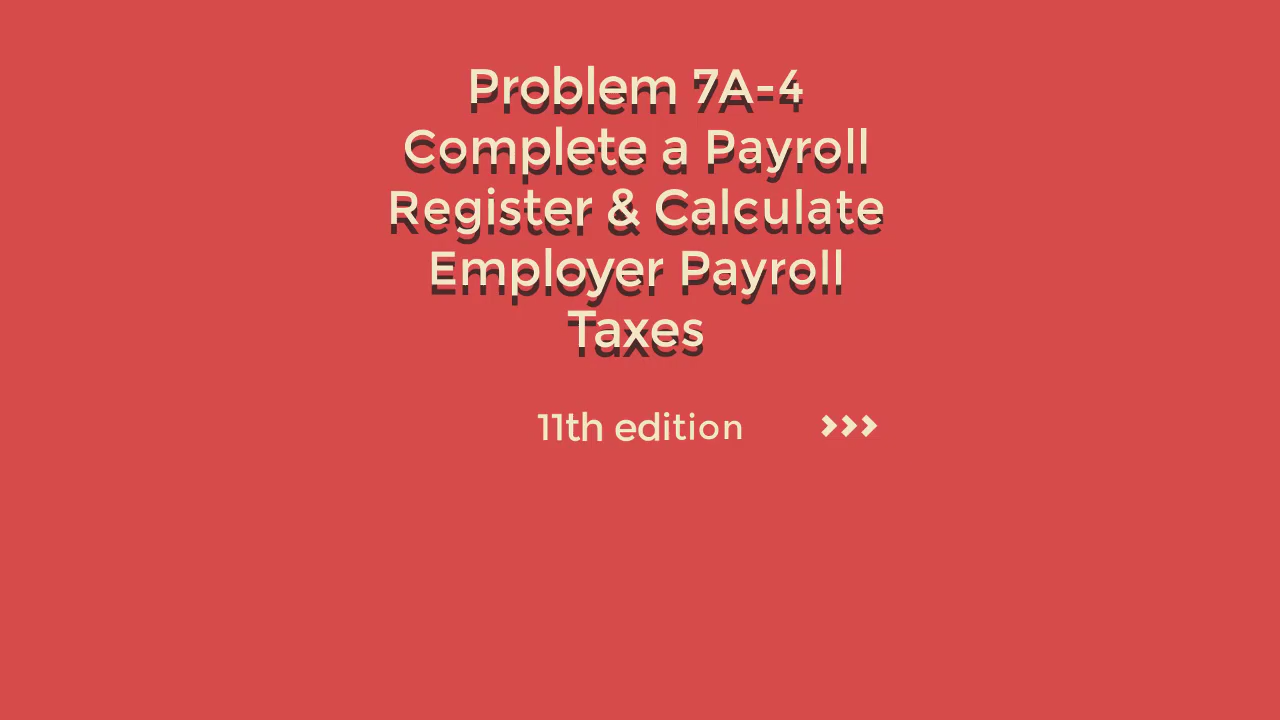 Problem 7A-4
Complete a Payroll
Register & Calculate
Employer Payroll
Taxes
11th edition